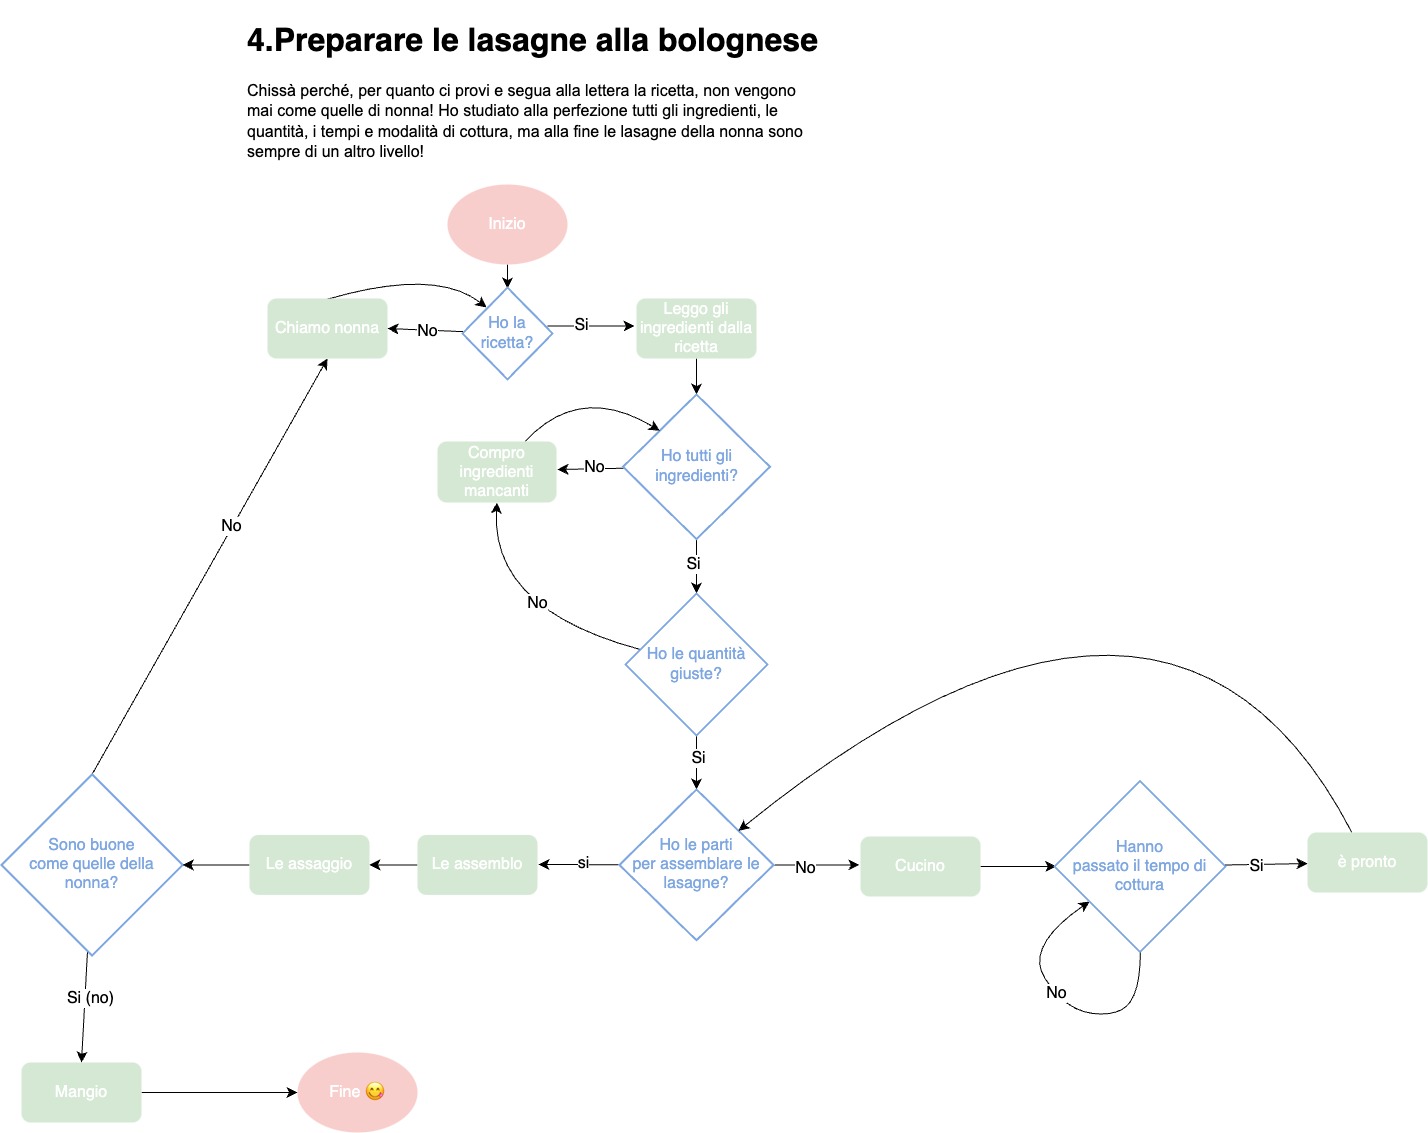 4.Preparare le lasagne alla bolognese
Chissà perché, per quanto ci provi e segua alla lettera la ricetta, non vengono
mai come quelle di nonna! Ho studiato alla perfezione tutti gli ingredienti, le
quantità, i tempi e modalità di cottura, ma alla fine le lasagne della nonna sono
sempre di un altro livello!
Inizio
Chiamo nonna
No
Ho la
ricetta?
Si
Leggo gli
ingredienti dalla
ricetta
Compro
ingredienti
mancanti
No
Ho tutti gli
ingredienti?
No
Si
No
Ho le quantità
giuste?
Si
Sono buone
come quelle della
nonna?
Le assaggio
Le assemblo
si
Ho le parti
per assemblare le
lasagne?
No
Cucino
Hanno
passato il tempo di
cottura
Si
è pronto
No
Si (no)
Mangio
Fine 😋